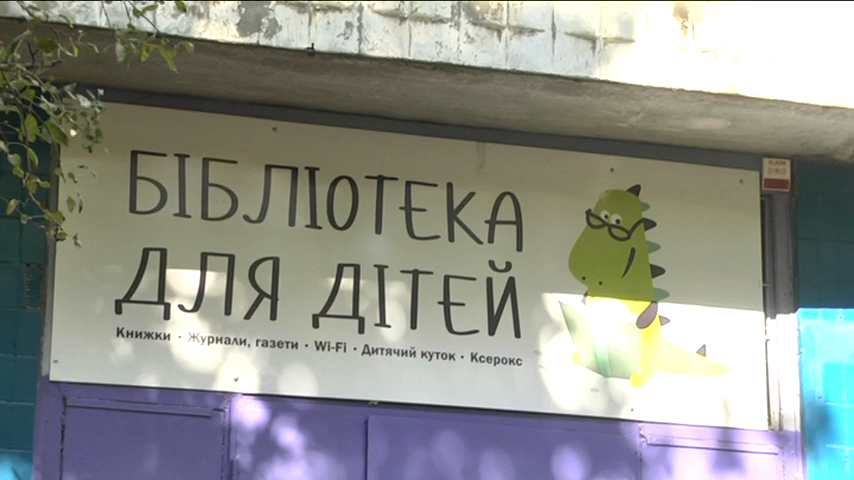 БІБЛІОТЕКА
ДЛЯ ДІТЕЙ
Книжки · Журнали, газети · Wi-Fi · Дитячий куток · Ксерокс